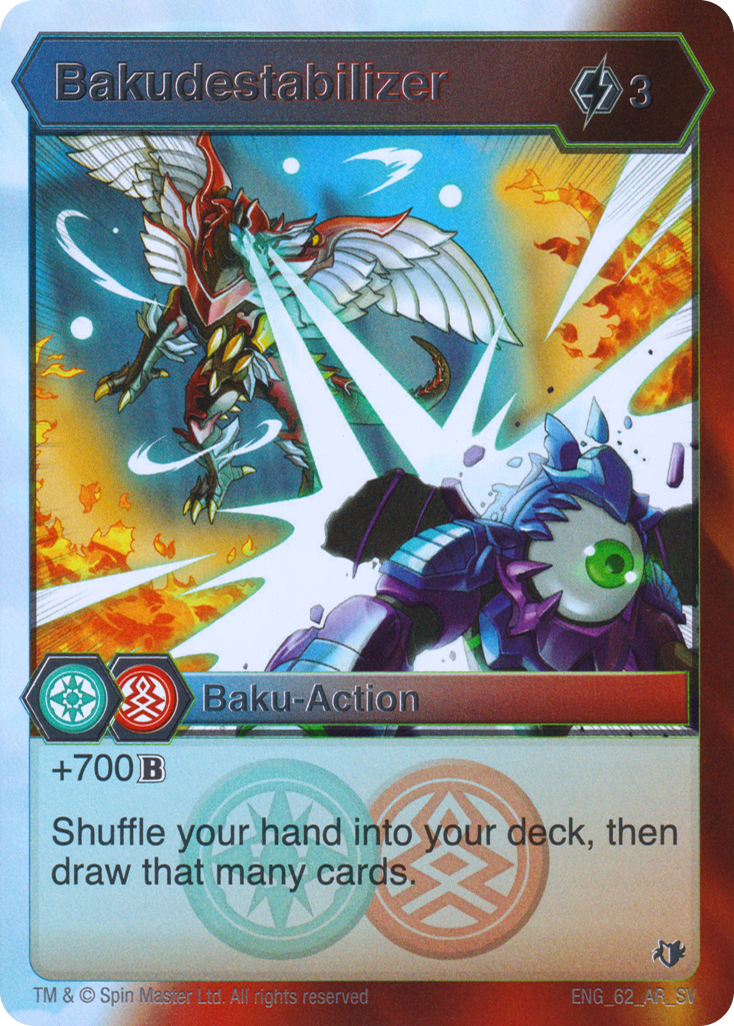 Bakudestabilizer
3
Baku-Action
+700 B
Shuffle your hand into your deck, then
draw that many cards.
TM & © Spin Master Ltd. All rights reserved
ENG_62_AR_SV